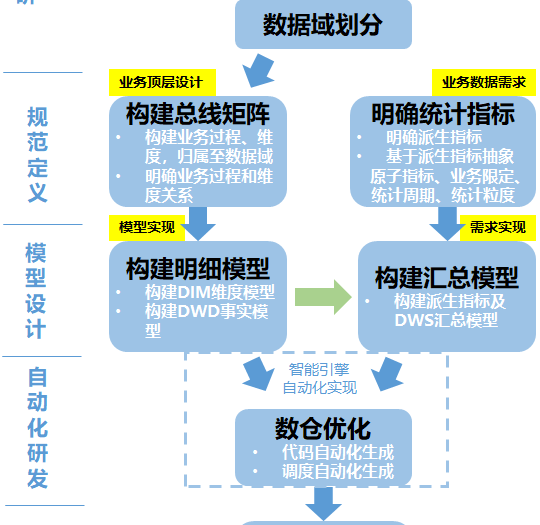 研
数据域划分
业务顶层设计
业务数据需求
规范定义
构建总线矩阵
• 构建业务过程、维
度，归属至数据域
• 明确业务过程和维
度关系
明确统计指标
• 明确派生指标
• 基于派生指标抽象
原子指标、业务限定、
统计周期、统计粒度
模型实现
需求实现
模型设计
构建明细模型
• 构建DIM维度模型
• 构建DWD事实模
型
构建汇总模型
• 构建派生指标及
DWS汇总模型
智能引擎
自动化实现
自动化研发
数仓优化
• 代码自动化生成
• 调度自动化生成